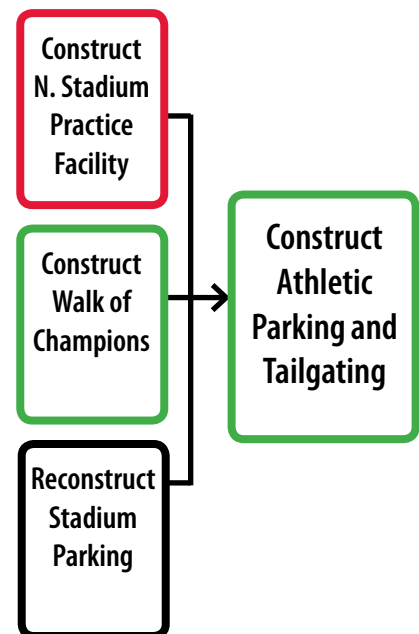 Construct
N. Stadium
Practice
Facility
Construct
Walk of
Champions
Reconstruct
Stadium
Parking
Construct
Athletic
Parking and
Tailgating